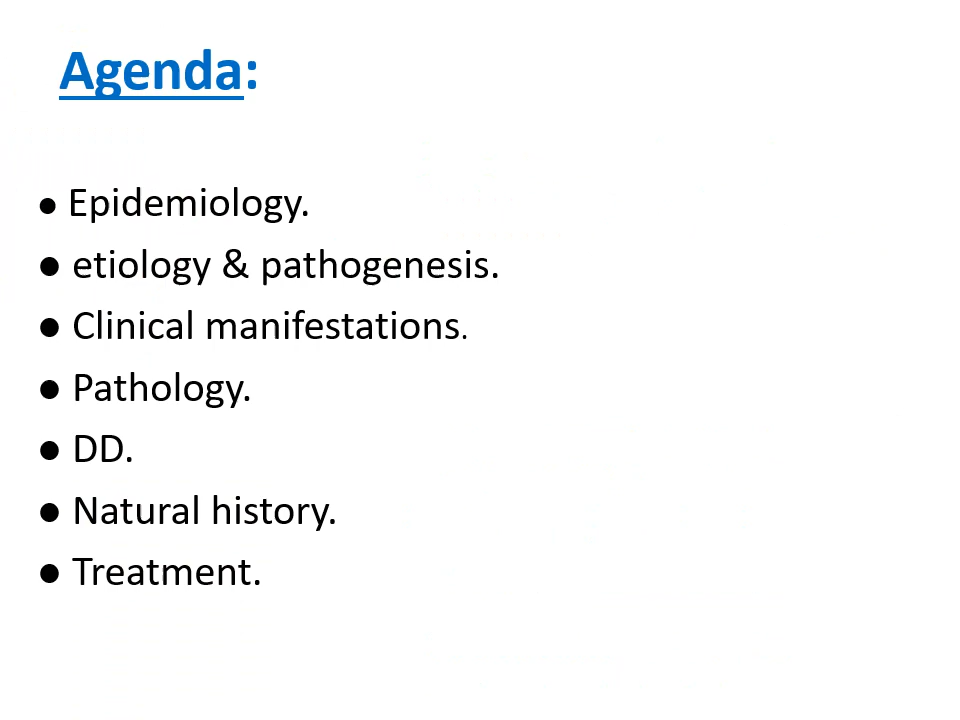 Agenda:
● Epidemiology.
● etiology & pathogenesis.
● Clinical manifestations.
● Pathology.
● DD.
● Natural history.
● Treatment.